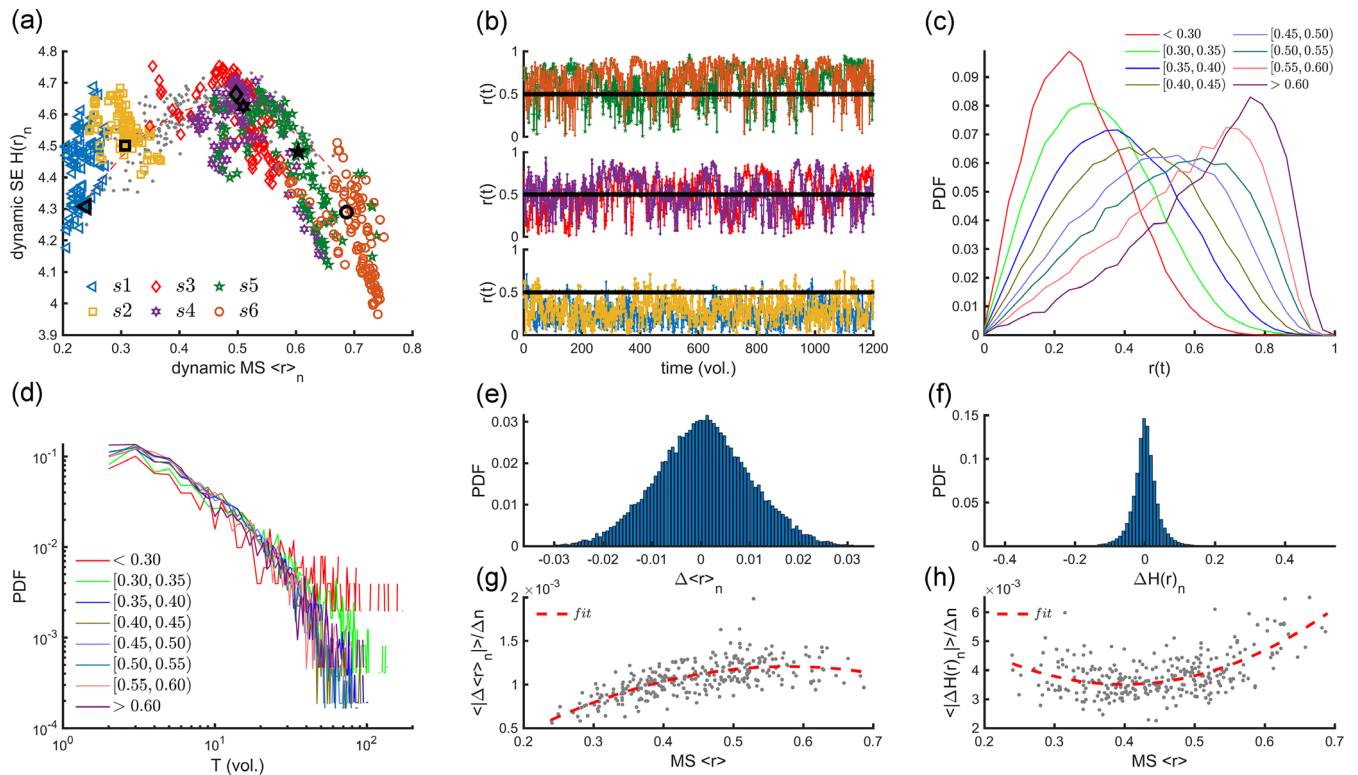 (a)
dynamic SE H(r)n
4.8
4.7
4.6
4.5
4.4
4.3
4.2
4.1
4
3.9
s1 s3 s5
s2 s4 s6
0.2 0.3 0.4 0.5 0.6 0.7 0.8
dynamic MS <r>n
(b)
r(t)
1
0.5
0
r(t)
1
0.5
0
r(t)
1
0.5
0
0 200 400 600 800 1000 1200
time (vol.)
(c)
< 0.30 [0.45, 0.50)
[0.30, 0.35) [0.50, 0.55)
[0.35, 0.40) [0.55, 0.60)
[0.40, 0.45) > 0.60
PDF
0.09
0.08
0.07
0.06
0.05
0.04
0.03
0.02
0.01
0
0 0.2 0.4 0.6 0.8 1
r(t)
(d)
PDF
10-1
10-2
10-3
10-4
< 0.30
[0.30, 0.35)
[0.35, 0.40)
[0.40, 0.45)
[0.45, 0.50)
[0.50, 0.55)
[0.55, 0.60)
> 0.60
100 101 102
T (vol.)
(e)
PDF
0.03
0.02
0.01
0
-0.03 -0.02 -0.01 0 0.01 0.02 0.03
Δ<r>n
(f)
PDF
0.15
0.10
0.05
0
-0.4 -0.2 0 0.2 0.4
ΔH(r)n
(g)
×10-3
<|Δ<r>n|>/Δn
2
1.5
1
0.5
fit
0.2 0.3 0.4 0.5 0.6 0.7
MS <r>
(h)
×10-3
<|ΔH(r)n|>/Δn
6
5
4
3
2
fit
0.2 0.3 0.4 0.5 0.6 0.7
MS <r>